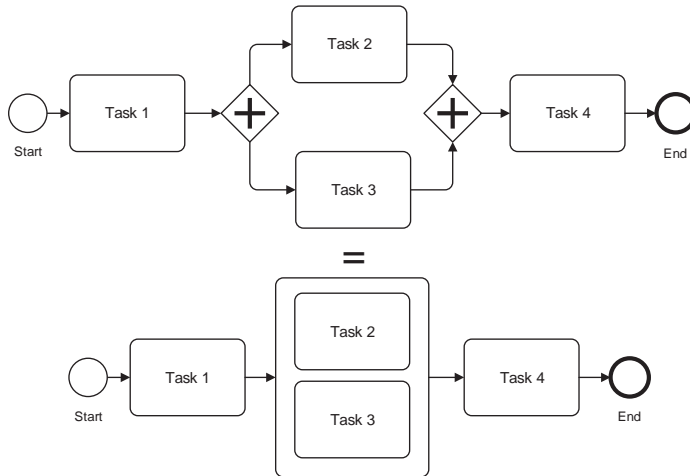 Task 2
Task 1
Task 4
Start
End
Task 3
=
Task 2
Task 1
Task 4
Start
End
Task 3